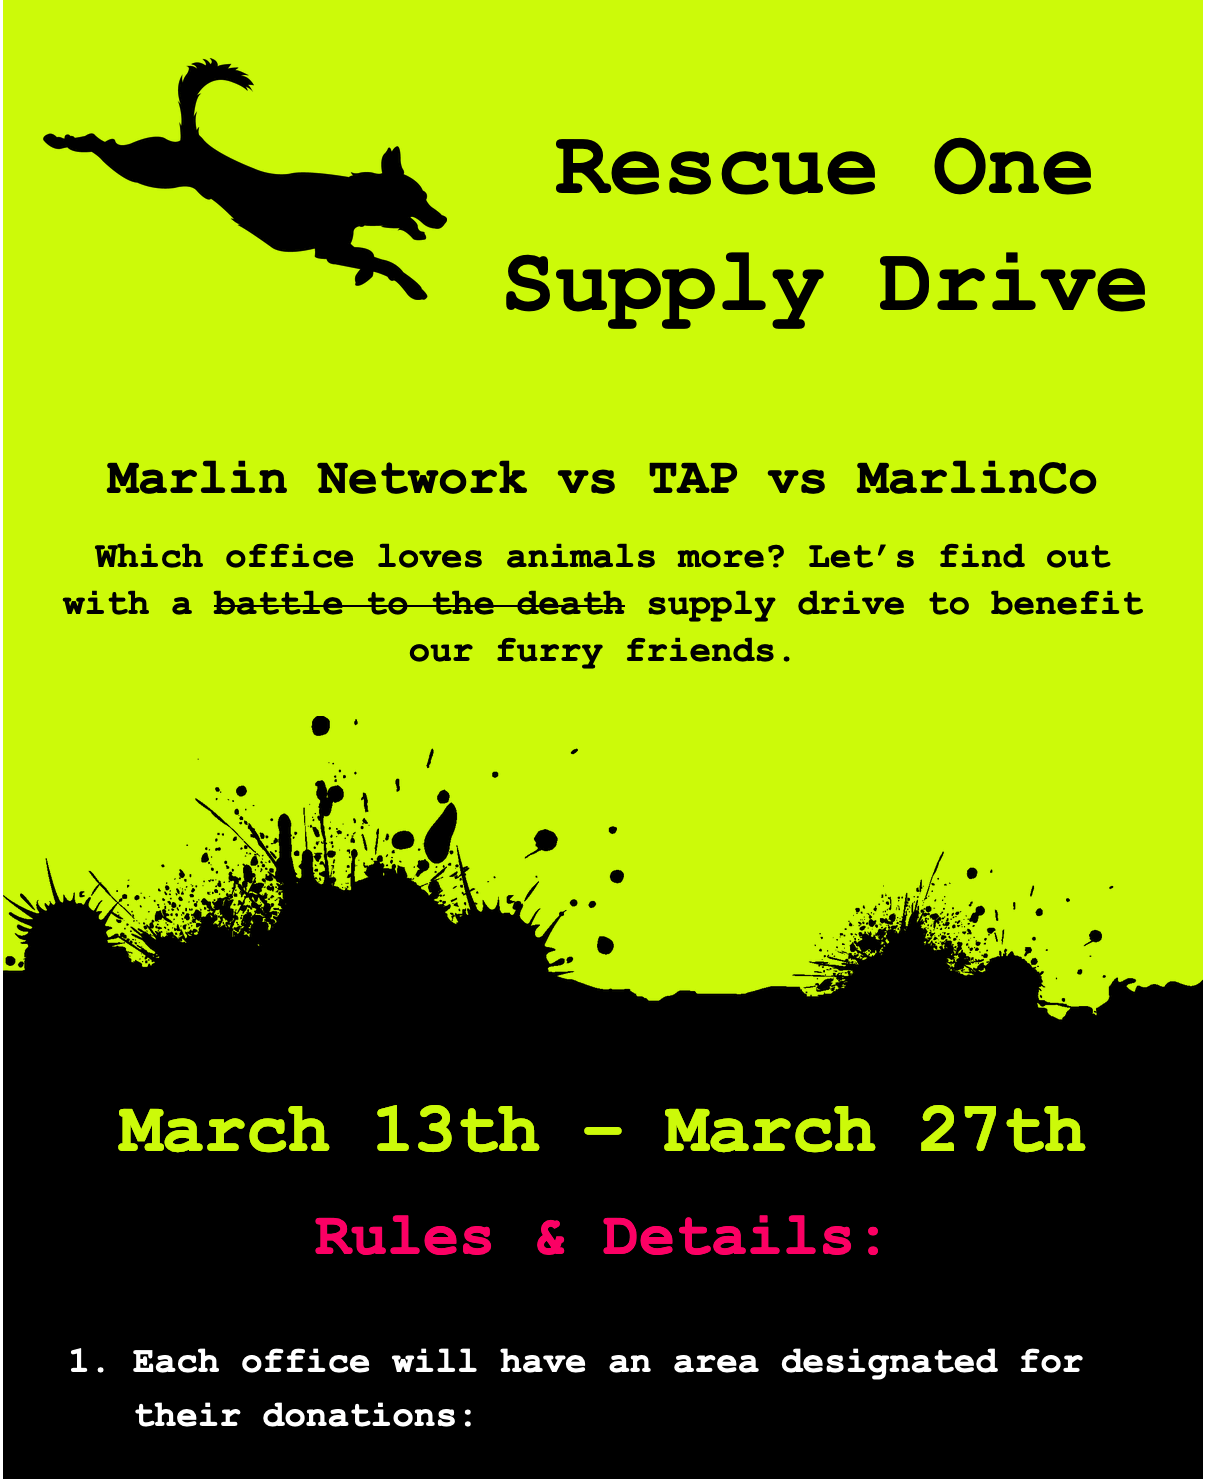 Rescue One
Supply Drive
Marlin Network vs TAP vs MarlinCo
Which office loves animals more? Let’s find out
with a battle to the death supply drive to benefit
our furry friends.
March 13th – March 27th
Rules & Details:
1. Each office will have an area designated for
their donations: